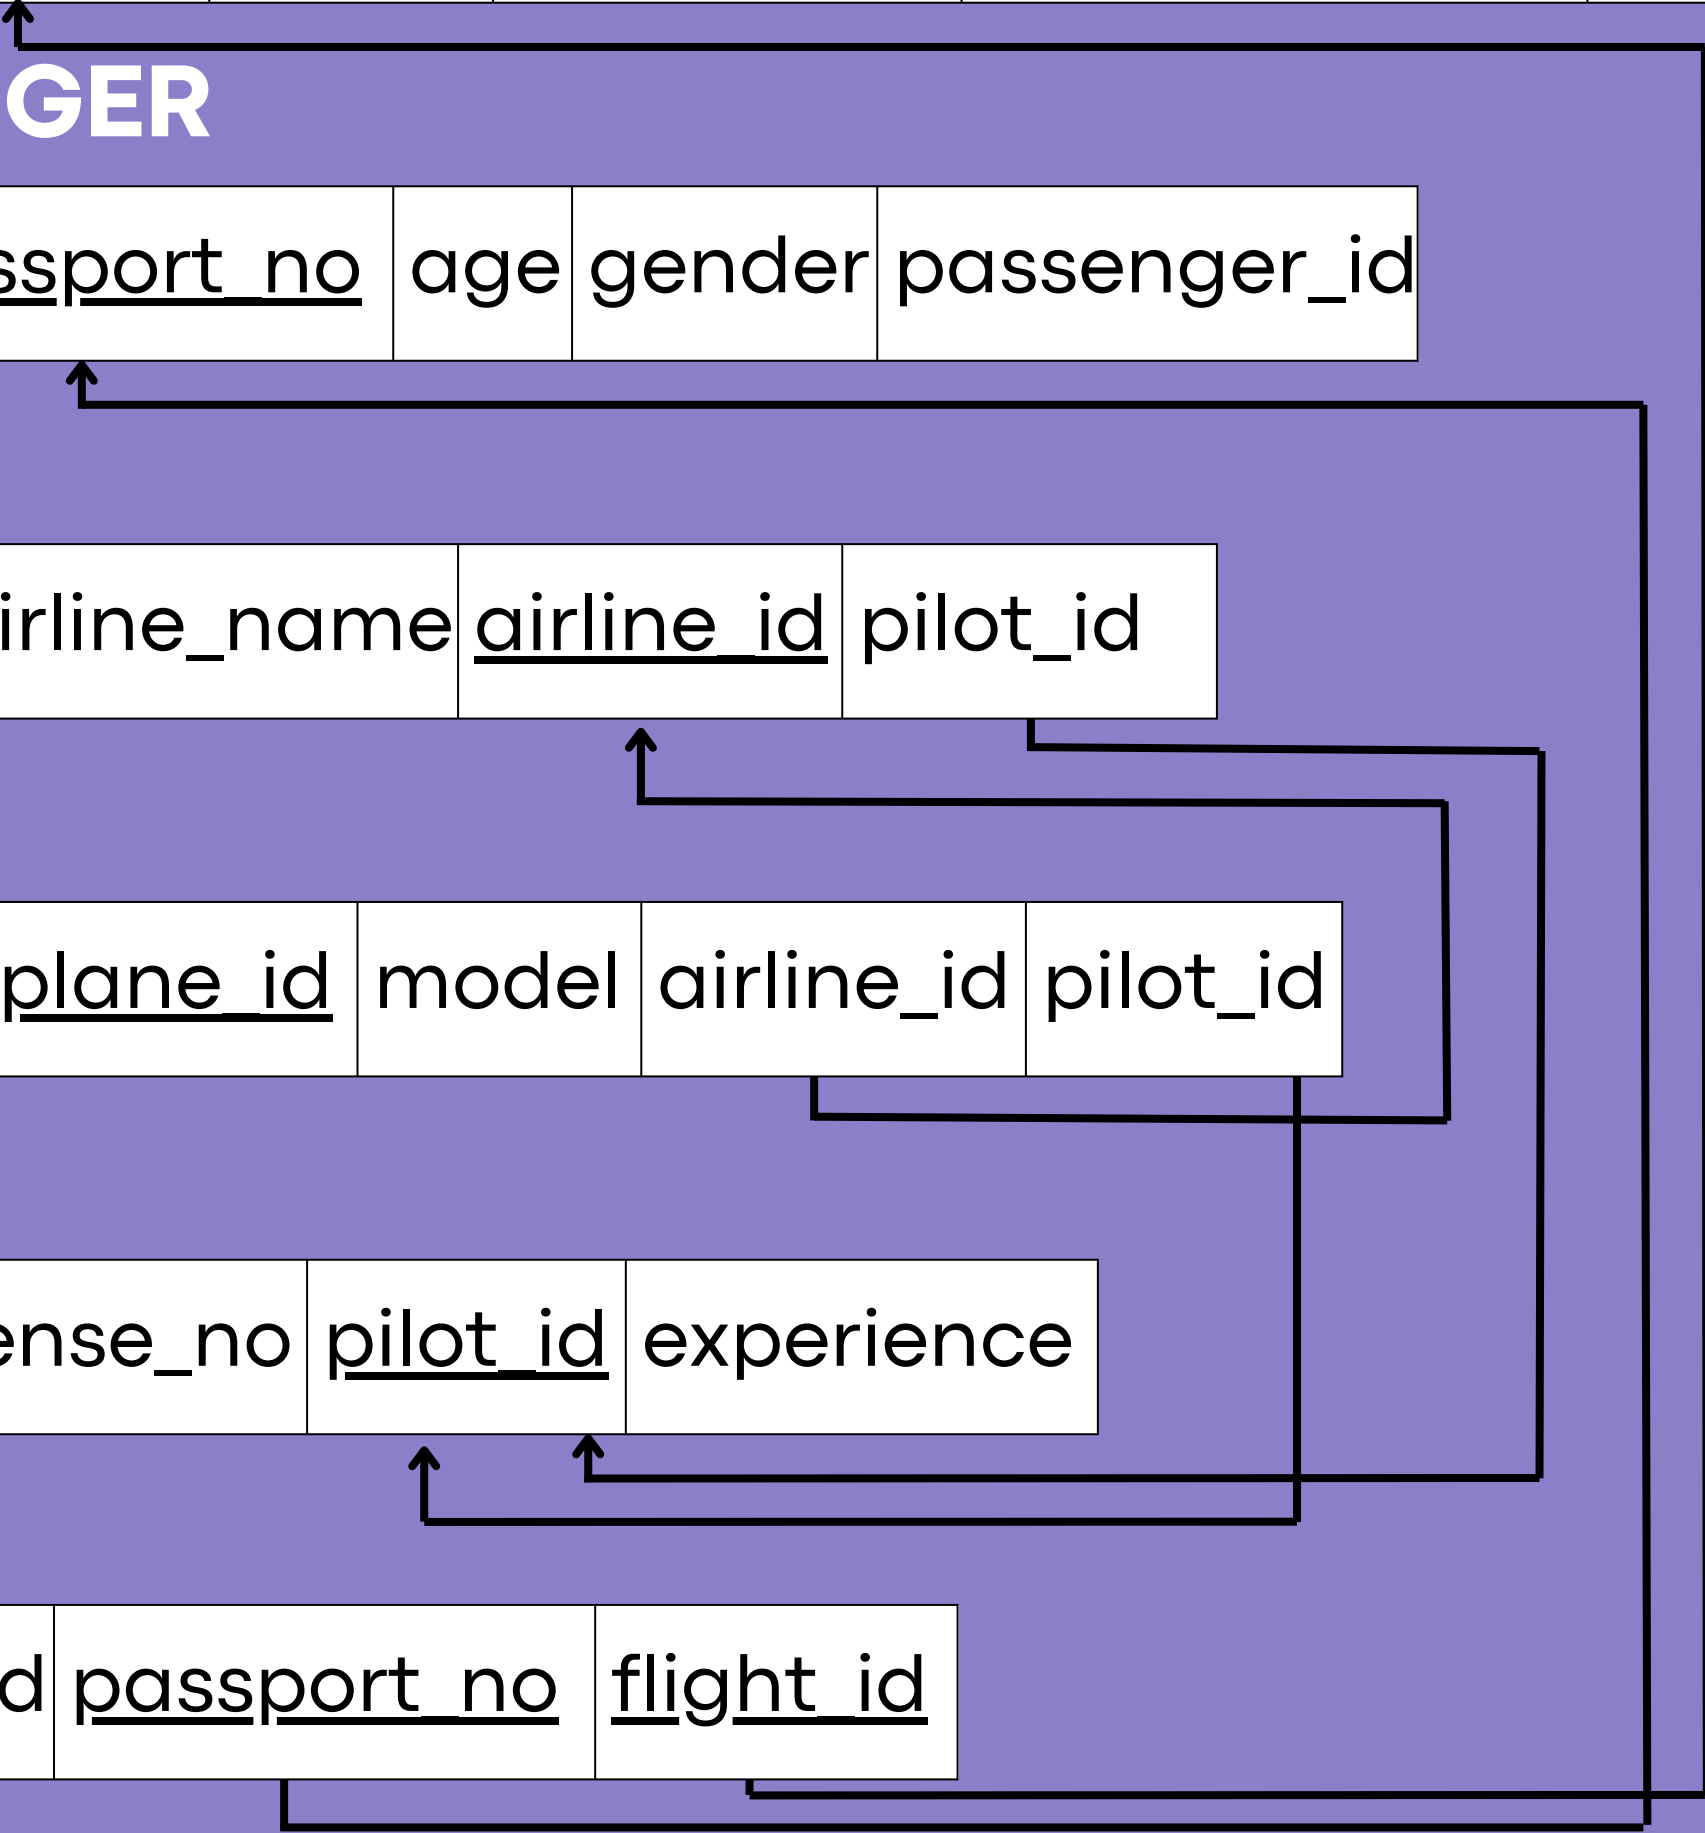 GER
ssport_no age gender passenger_id
irline_name airline_id pilot_id
plane_id model airline_id pilot_id
ense_no pilot_id experience
d passport_no flight_id